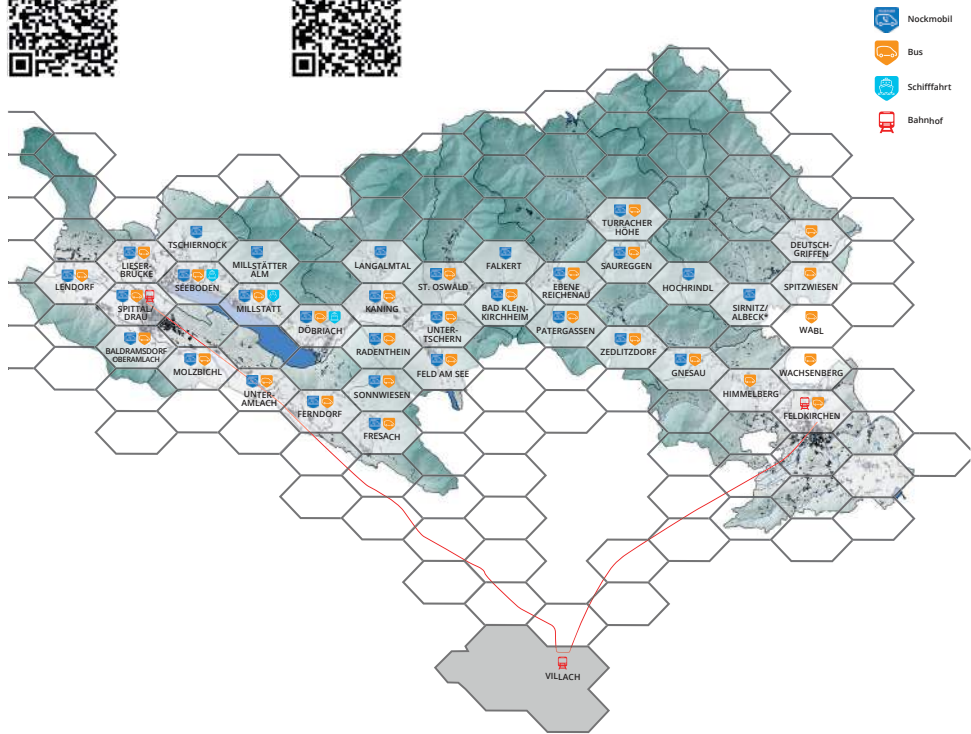 Nockmobil
Bus
Schifffahrt
Bahnhof
TURRACHER
HÖHE
TSCHIERNOCK
DEUTSCH-
GRIFFEN
LIESER-
BRÜCKE
MILLSTÄTTER
ALM
LANGALMTAL
FALKERT
SAUREGGEN
LENDORF
SEEBODEN
ST. OSWALD
EBENE
REICHENAU
HOCHRINDL
SPITZWIESEN
SPITTAL/
DRAU
MILLSTATT
KANING
BAD KLEIN-
KIRCHHEIM
SIRNITZ/
ALBECK*
DÖBRIACH
UNTER-
TSCHERN
PATERGASSEN
WABL
BALDRAMSDORF
OBERAMLACH
RADENTHEIN
ZEDLITZDORF
MOLZBICHL
FELD AM SEE
GNESAU
WACHSENBERG
UNTER-
AMLACH
SONNWIESEN
HIMMELBERG
FERNDORF
FELDKIRCHEN
FRESACH
VILLACH